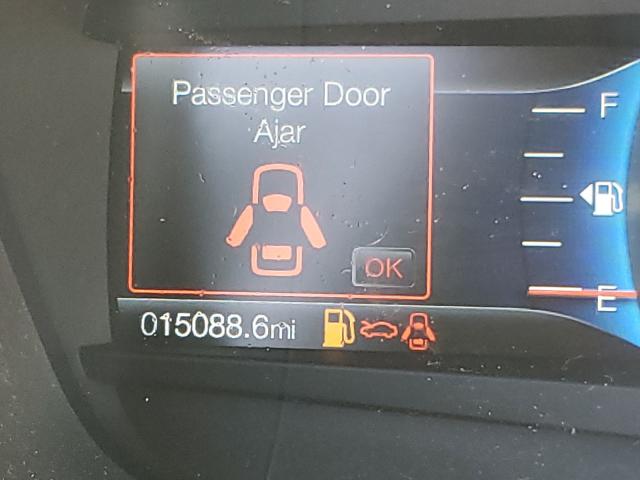 Passenger Door
Ajar
OK
F
E
015088.6mi